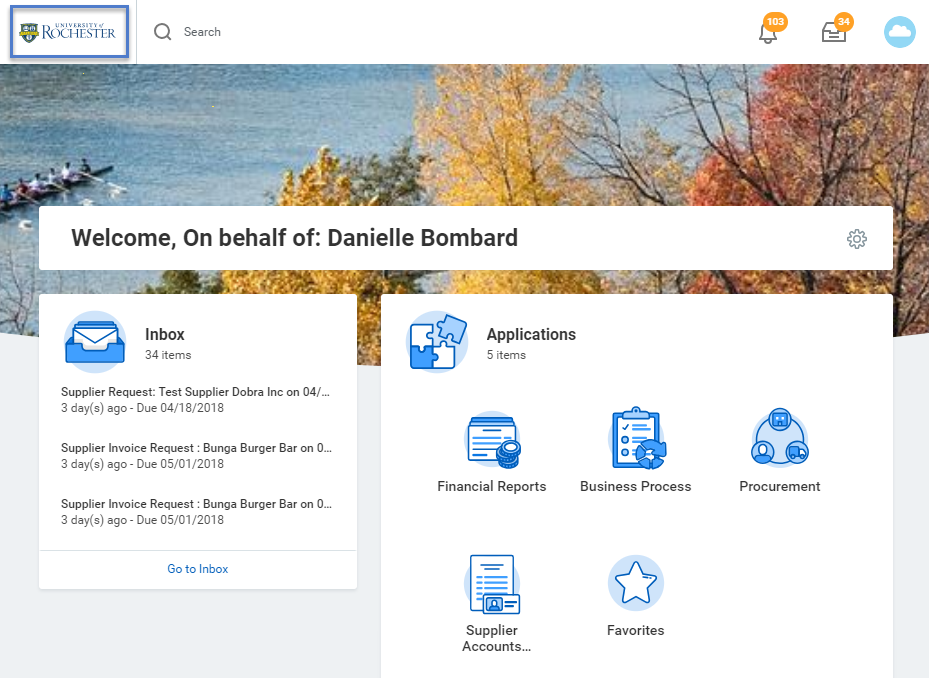 UNIVERSITY of
ROCHESTER
Search
103
34
Welcome, On behalf of: Danielle Bombard
Inbox
34 items
Supplier Request: Test Supplier Dobra Inc on 04/...
3 day(s) ago - Due 04/18/2018
Supplier Invoice Request : Bunga Burger Bar on 0...
3 day(s) ago - Due 05/01/2018
Supplier Invoice Request : Bunga Burger Bar on 0...
3 day(s) ago - Due 05/01/2018
Go to Inbox
Applications
5 items
Financial Reports
Business Process
Procurement
Supplier
Accounts...
Favorites